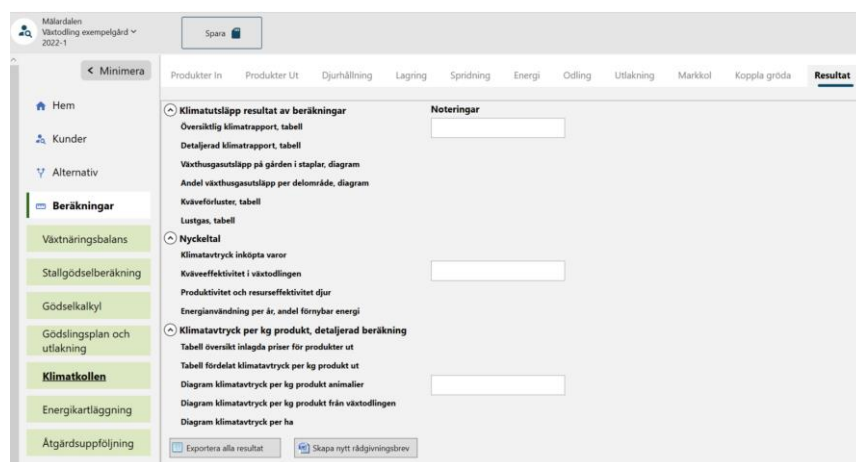 Mälardalen
Växtodling exempelgård
2022-1
Spara
Minimera
Hem
Kunder
Alternativ
Beräkningar
Växtnäringsbalans
Stallgödselberäkning
Gödselkalkyl
Gödslingsplan och
utlakning
Klimatkollen
Energikartläggning
Åtgärdsuppföljning
Produkter In Produkter Ut Djurhållning Lagring Spridning Energi Odling Utlakning Markkol Koppla gröda Resultat
Klimatutsläpp resultat av beräkningar Noteringar
Översiktlig klimatrapport, tabell
Detaljerad klimatrapport, tabell
Växthusgasutsläpp på gården i staplar, diagram
Andel växthusgasutsläpp per delområde, diagram
Kväveförluster, tabell
Lustgas, tabell
Nyckeltal
Klimatavtryck inköpta varor
Kväveeffektivitet i växtodlingen
Produktivitet och resurseffektivitet djur
Energianvändning per år, andel förnybar energi
Klimatavtryck per kg produkt, detaljerad beräkning
Tabell översikt inlagda priser för produkter ut
Tabell fördelat klimatavtryck per kg produkt ut
Diagram klimatavtryck per kg produkt animalier
Diagram klimatavtryck per kg produkt från växtodlingen
Diagram klimatavtryck per ha
Exportera alla resultat Skapa nytt rådgivningsbrev